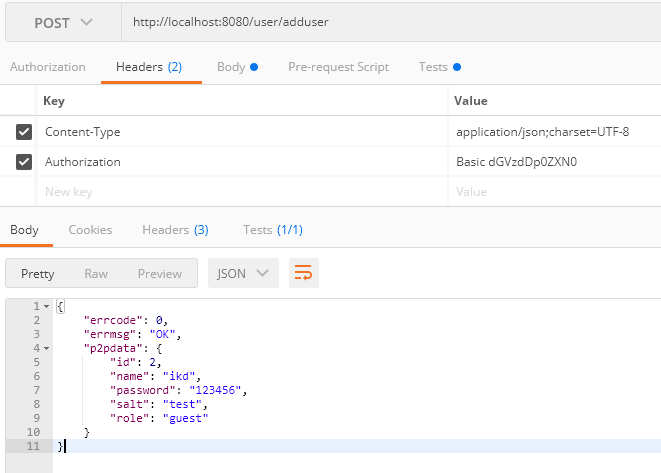 POST http://localhost:8080/user/adduser
Authorization Headers (2) Body Pre-request Script Tests
Key Value
Content-Type application/json;charset=UTF-8
Authorization Basic dGVzdDp0ZXN0
New key Value
Body Cookies Headers (3) Tests (1/1)
Pretty Raw Preview JSON
1 {
2 "errcode": 0,
3 "errmsg": "OK",
4 "p2pdata": {
5 "id": 2,
6 "name": "ikd",
7 "password": "123456",
8 "salt": "test",
9 "role": "guest"
10 }
11 }